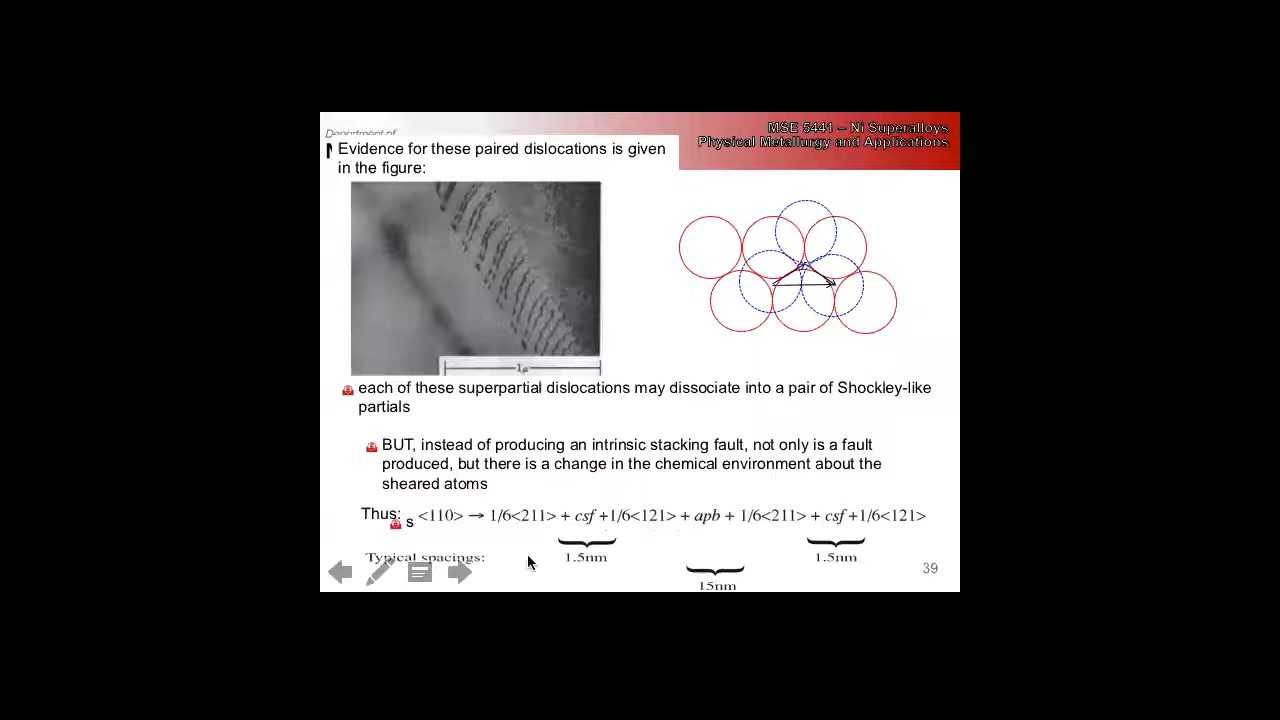 Department of
MSE 5441 – Ni Superalloys
Physical Metallurgy and Applications
Evidence for these paired dislocations is given
in the figure:
1μ
each of these superpartial dislocations may dissociate into a pair of Shockley-like
partials
BUT, instead of producing an intrinsic stacking fault, not only is a fault
produced, but there is a change in the chemical environment about the
sheared atoms
Thus: <110> → 1/6<211> + csf +1/6<121> + apb + 1/6<211> + csf +1/6<121>
s
Typical spacings: 1.5nm 1.5nm
15nm
39